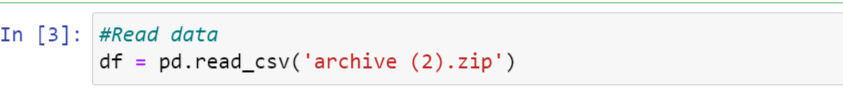 In [3]: #Read data
df = pd.read_csv('archive (2).zip')